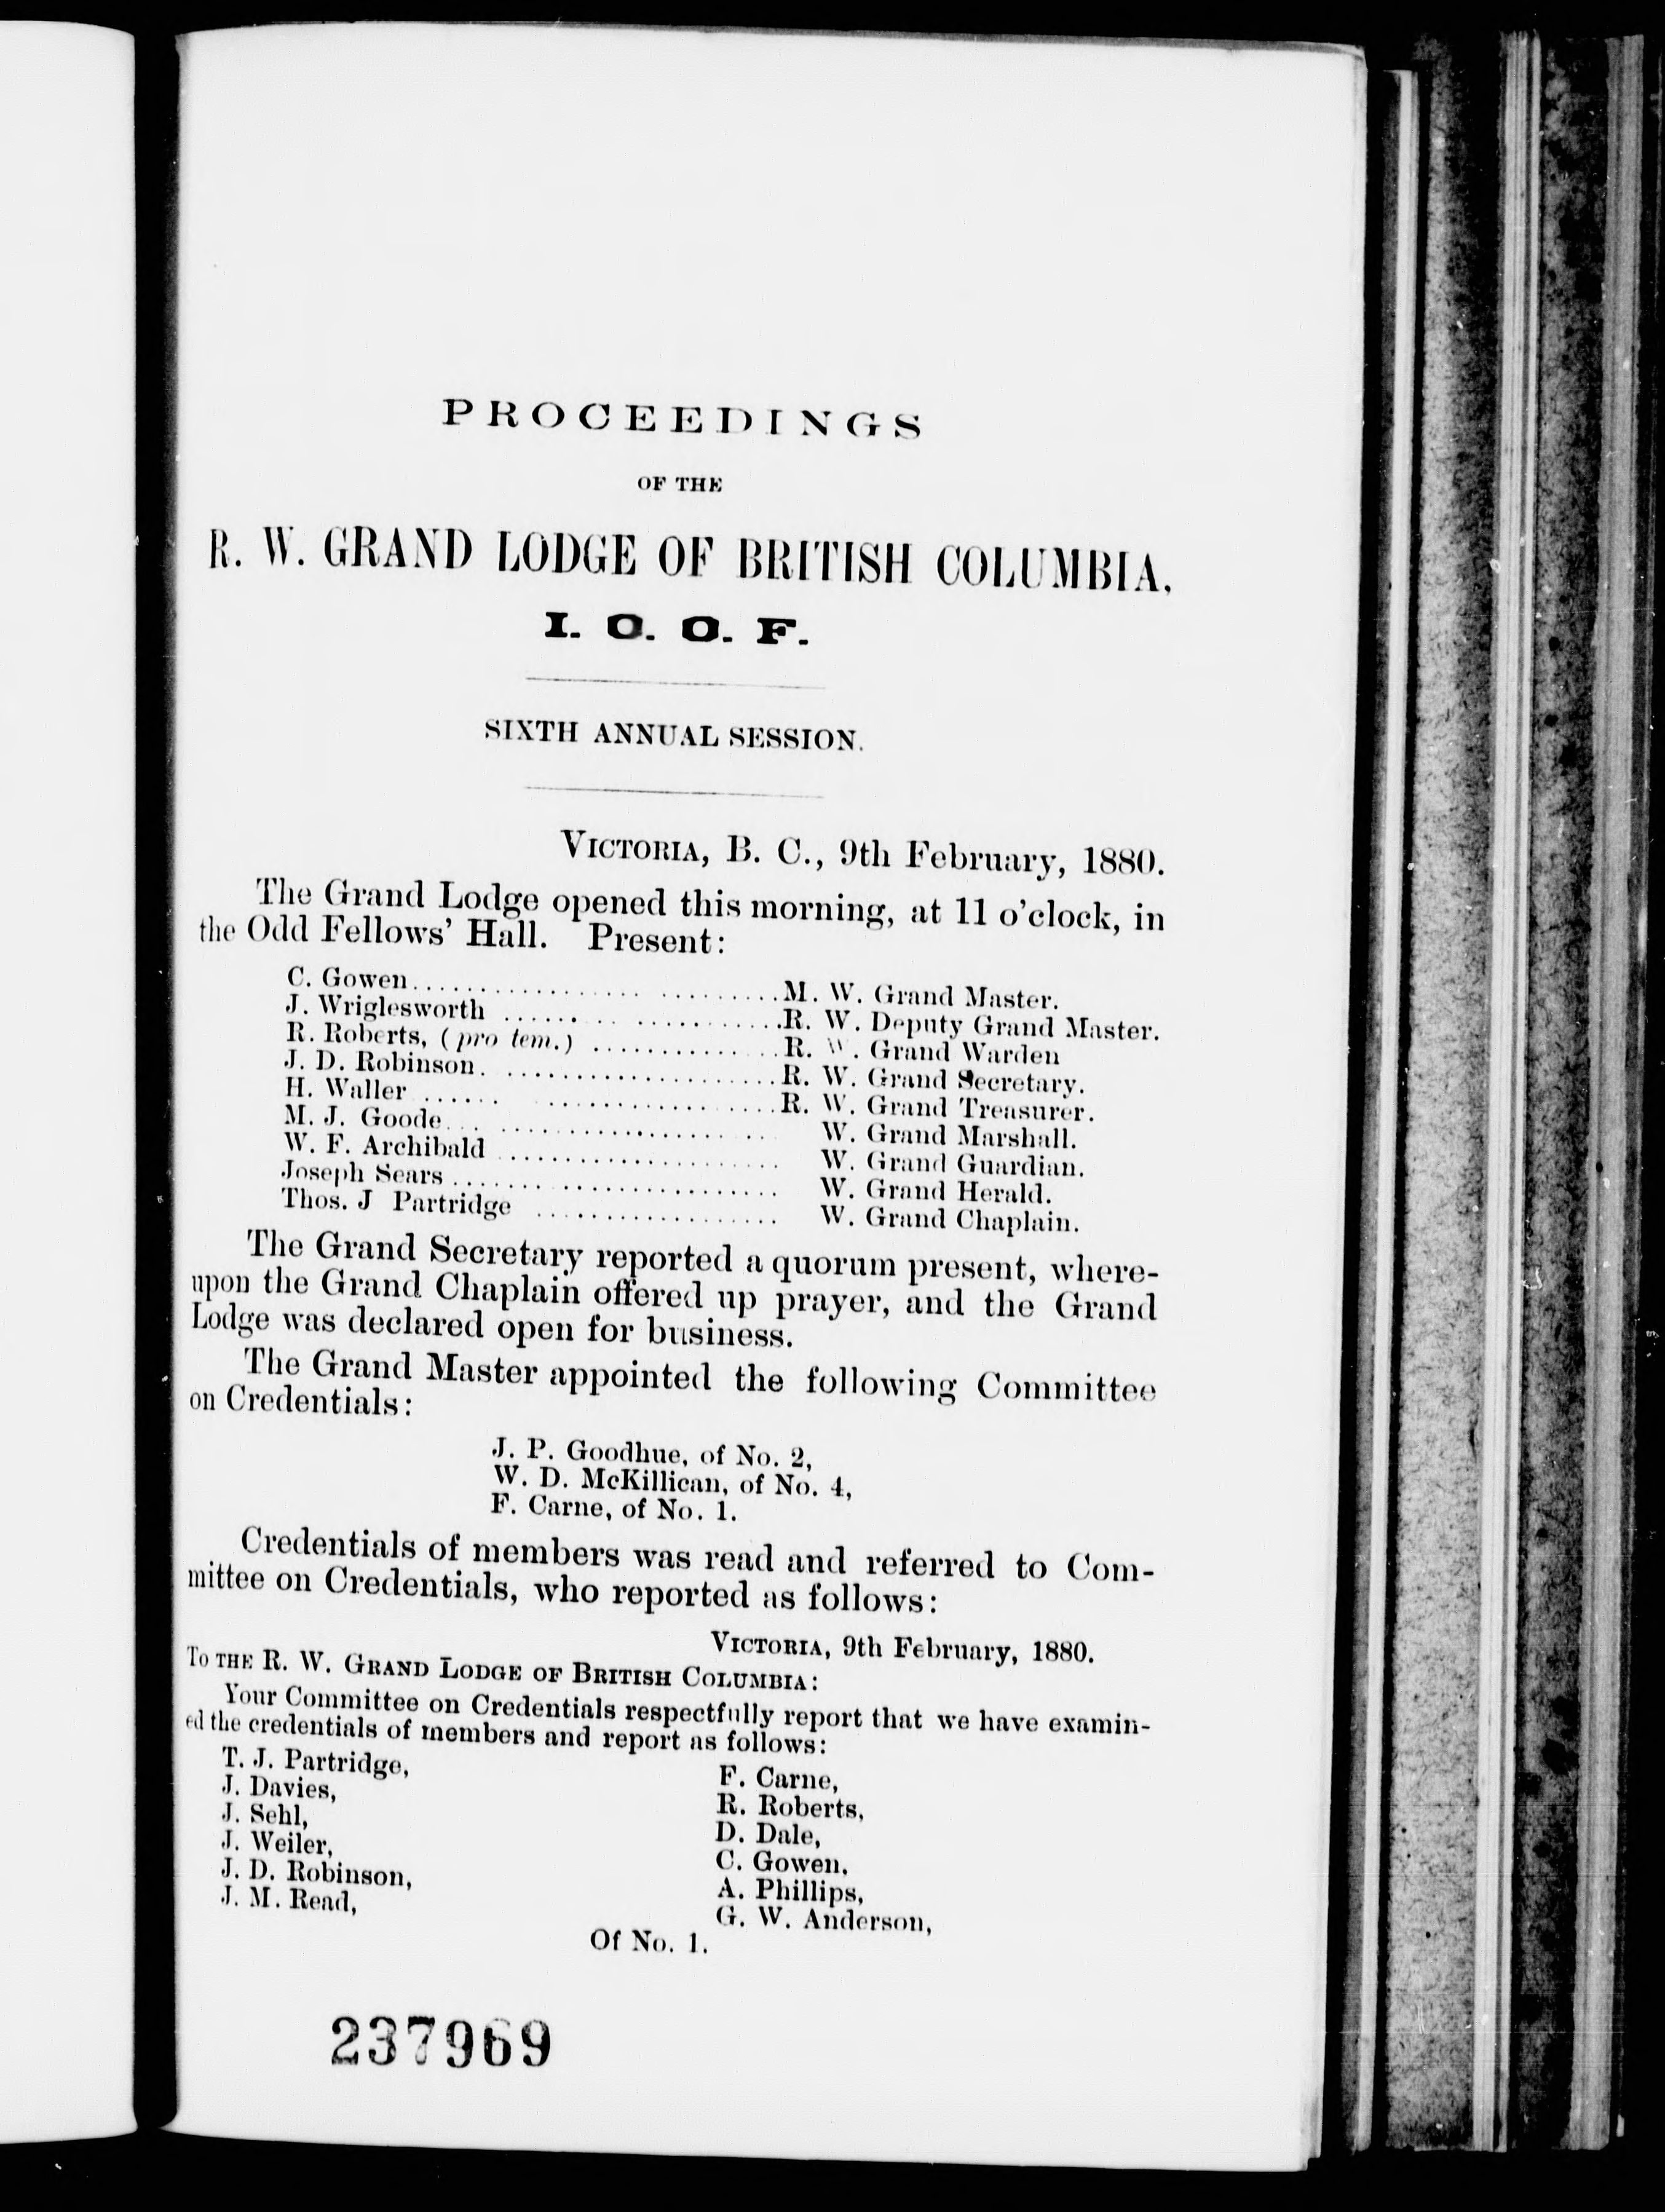 PROCEEDINGS
OF THE
R. W. GRAND LODGE OF BRITISH COLUMBIA,
I. O. O. F.
SIXTH ANNUAL SESSION.
VICTORIA, B. C., 9th February, 1880.
The Grand Lodge opened this morning, at 11 o'clock, in
the Odd Fellows' Hall. Present:
C. Gowen..............................M. W. Grand Master.
J. Wriglesworth ......................R. W. Deputy Grand Master.
R. Roberts, (pro tem.) ...............R. W. Grand Warden
J. D. Robinson........................R. W. Grand Secretary.
H. Waller ............................R. W. Grand Treasurer.
M. J. Goode........................... W. Grand Marshall.
W. F. Archibald ...................... W. Grand Guardian.
Joseph Sears ......................... W. Grand Herald.
Thos. J Partridge .................... W. Grand Chaplain.
The Grand Secretary reported a quorum present, where-
upon the Grand Chaplain offered up prayer, and the Grand
Lodge was declared open for business.
The Grand Master appointed the following Committee
on Credentials:
J. P. Goodhue, of No. 2,
W. D. McKillican, of No. 4,
F. Carne, of No. 1.
Credentials of members was read and referred to Com-
mittee on Credentials, who reported as follows:
VICTORIA, 9th February, 1880.
TO THE R. W. GRAND LODGE OF BRITISH COLUMBIA:
Your Committee on Credentials respectfully report that we have examin-
ed the credentials of members and report as follows:
T. J. Partridge, F. Carne,
J. Davies, R. Roberts,
J. Sehl, D. Dale,
J. Weiler, C. Gowen,
J. D. Robinson, A. Phillips,
J. M. Read, G. W. Anderson,
Of No. 1.
237969